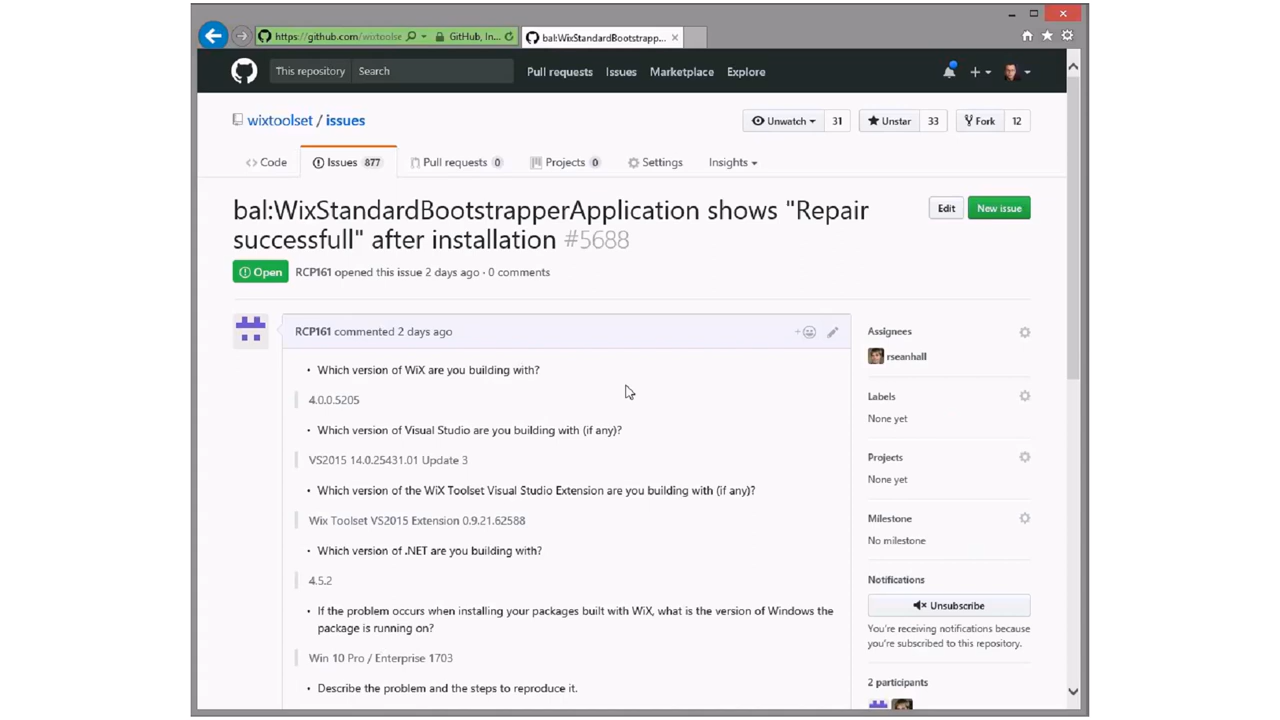 https://github.com/wixtoolse
GitHub, In...
bal:WixStandardBootstrapp...
This repository Search
Pull requests Issues Marketplace Explore
wixtoolset / issues
Unwatch 31
Unstar 33
Fork 12
Code
Issues 877
Pull requests 0
Projects 0
Settings
Insights
bal:WixStandardBootstrapperApplication shows "Repair
successfull" after installation #5688
Edit
New issue
Open
RCP161 opened this issue 2 days ago · 0 comments
RCP161 commented 2 days ago
• Which version of WiX are you building with?
4.0.0.5205
• Which version of Visual Studio are you building with (if any)?
VS2015 14.0.25431.01 Update 3
• Which version of the WiX Toolset Visual Studio Extension are you building with (if any)?
Wix Toolset VS2015 Extension 0.9.21.62588
• Which version of .NET are you building with?
4.5.2
• If the problem occurs when installing your packages built with WiX, what is the version of Windows the
package is running on?
Win 10 Pro / Enterprise 1703
• Describe the problem and the steps to reproduce it.
Assignees
rseanhall
Labels
None yet
Projects
None yet
Milestone
No milestone
Notifications
Unsubscribe
You're receiving notifications because
you're subscribed to this repository.
2 participants